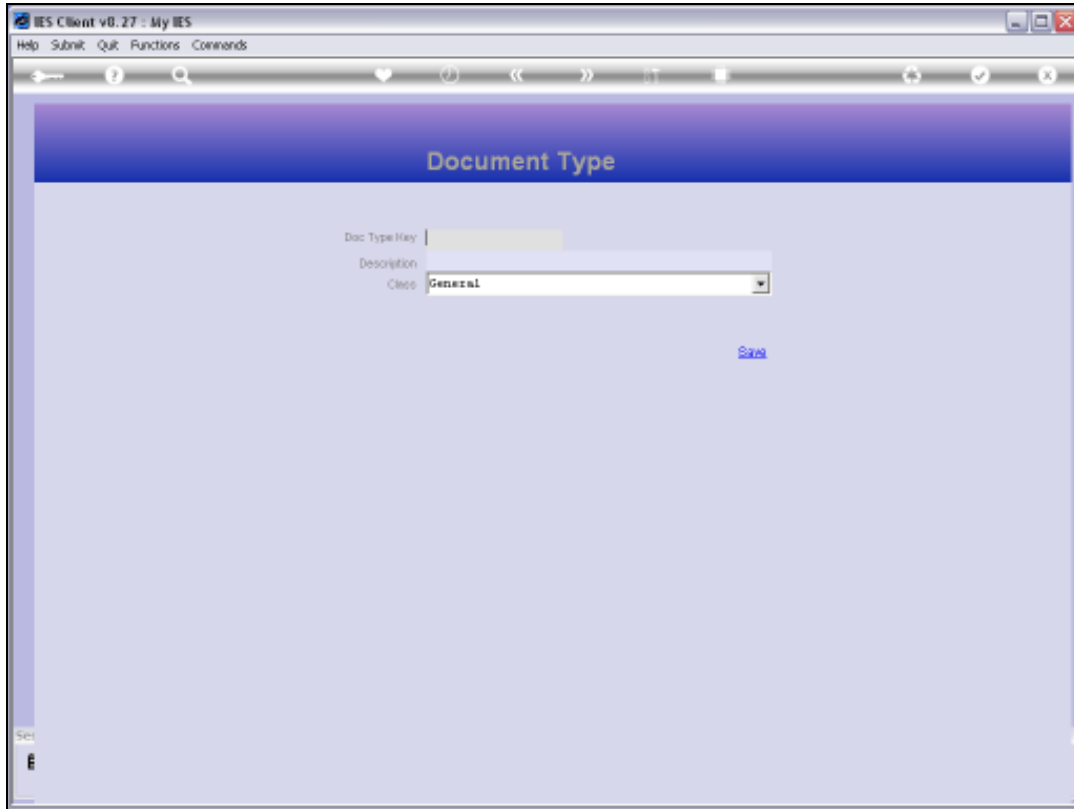 IES Client v8.27 : My IES
Help Submit Quit Functions Commands
Document Type
Doc Type Key
Description
Class General
Save